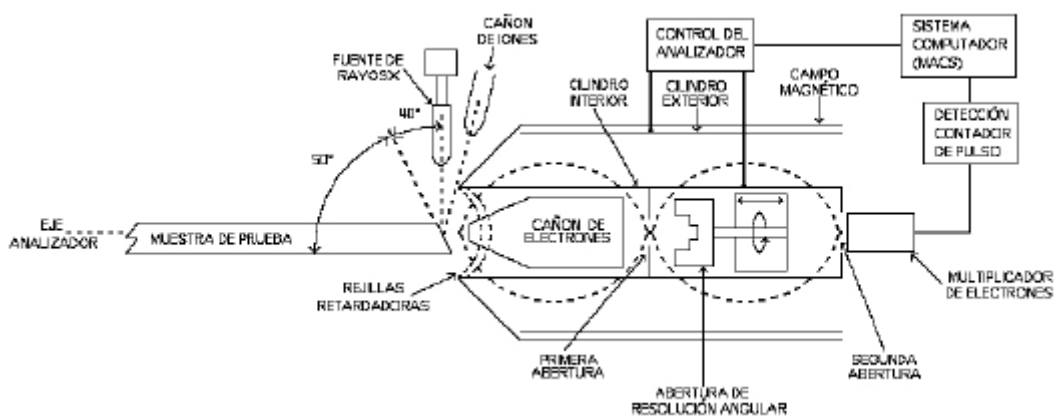 CAÑON
DE IONES
FUENTE DE
RAYOS X
40°
50°
CONTROL DEL
ANALIZADOR
SISTEMA
COMPUTADOR
(MACS)
CILINDRO
INTERIOR
CILINDRO
EXTERIOR
CAMPO
MAGNÉTICO
DETECCIÓN
CONTADOR
DE PULSO
EJE
ANALIZADOR
MUESTRA DE PRUEBA
CAÑON DE
ELECTRONES
REJILLAS
RETARDADORAS
MULTIPLICADOR
DE ELECTRONES
PRIMERA
ABERTURA
SEGUNDA
ABERTURA
ABERTURA DE
RESOLUCIÓN ANGULAR